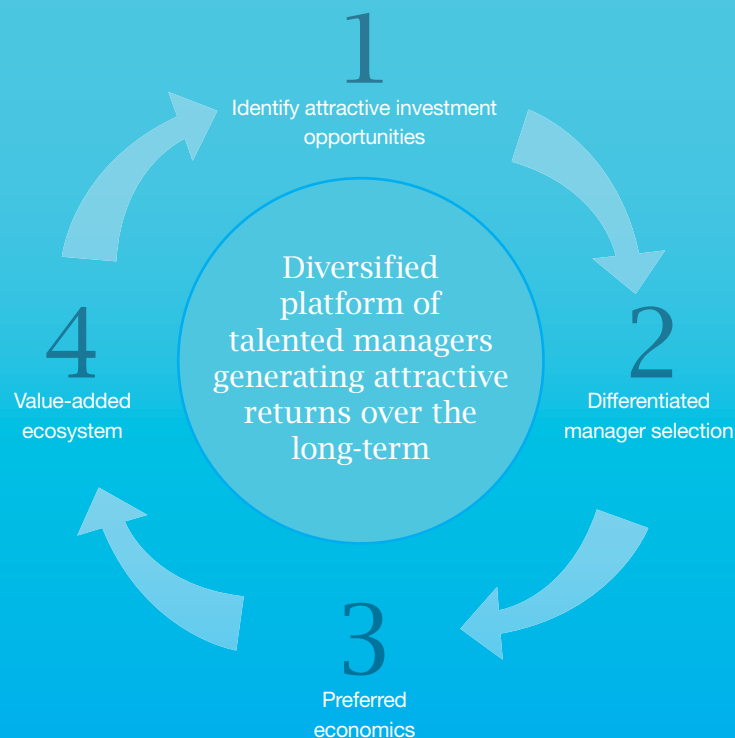 1
Identify attractive investment
opportunities
Diversified
platform of
talented managers
generating attractive
returns over the
long-term
2
Differentiated
manager selection
3
Preferred
economics
4
Value-added
ecosystem